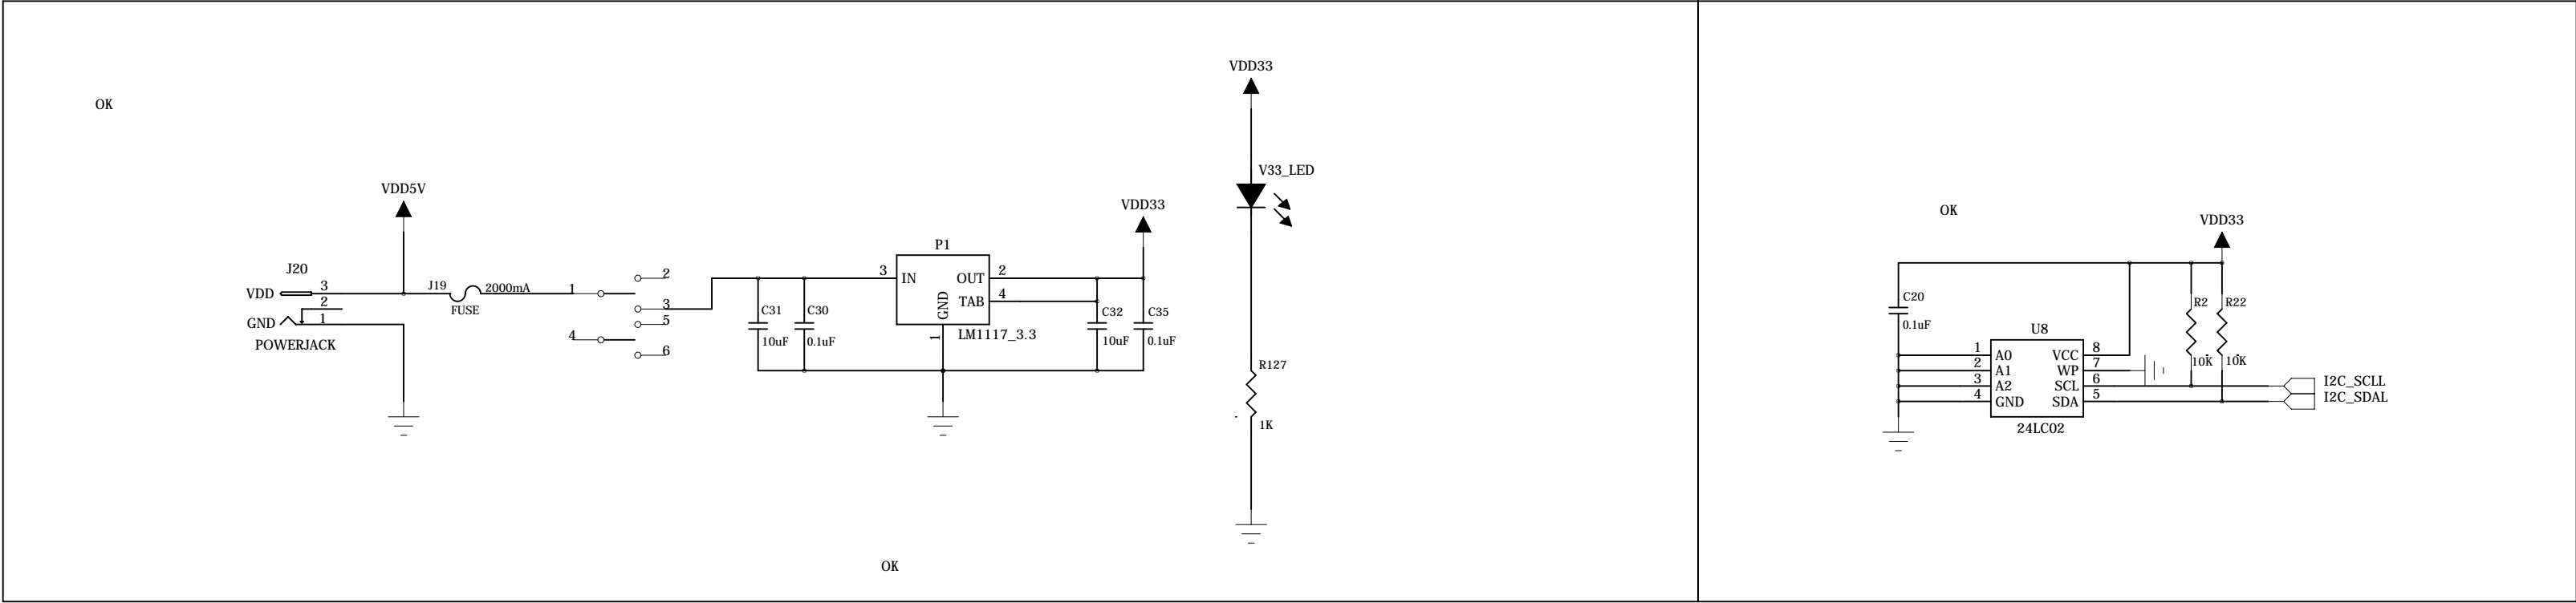 OK
VDD5V
J20
VDD
3
2
GND
1
POWERJACK
J19
FUSE
2000mA
1
4
2
3
5
6
C31
10uF
C30
0.1uF
P1
3
IN
OUT
2
TAB
4
GND
1
LM1117_3.3
VDD33
C32
10uF
C35
0.1uF
VDD33
V33_LED
R127
1K
OK
OK
VDD33
C20
0.1uF
R2
10K
R22
10K
U8
1
A0
VCC
8
2
A1
WP
7
3
A2
SCL
6
4
GND
SDA
5
24LC02
I2C_SCLL
I2C_SDAL